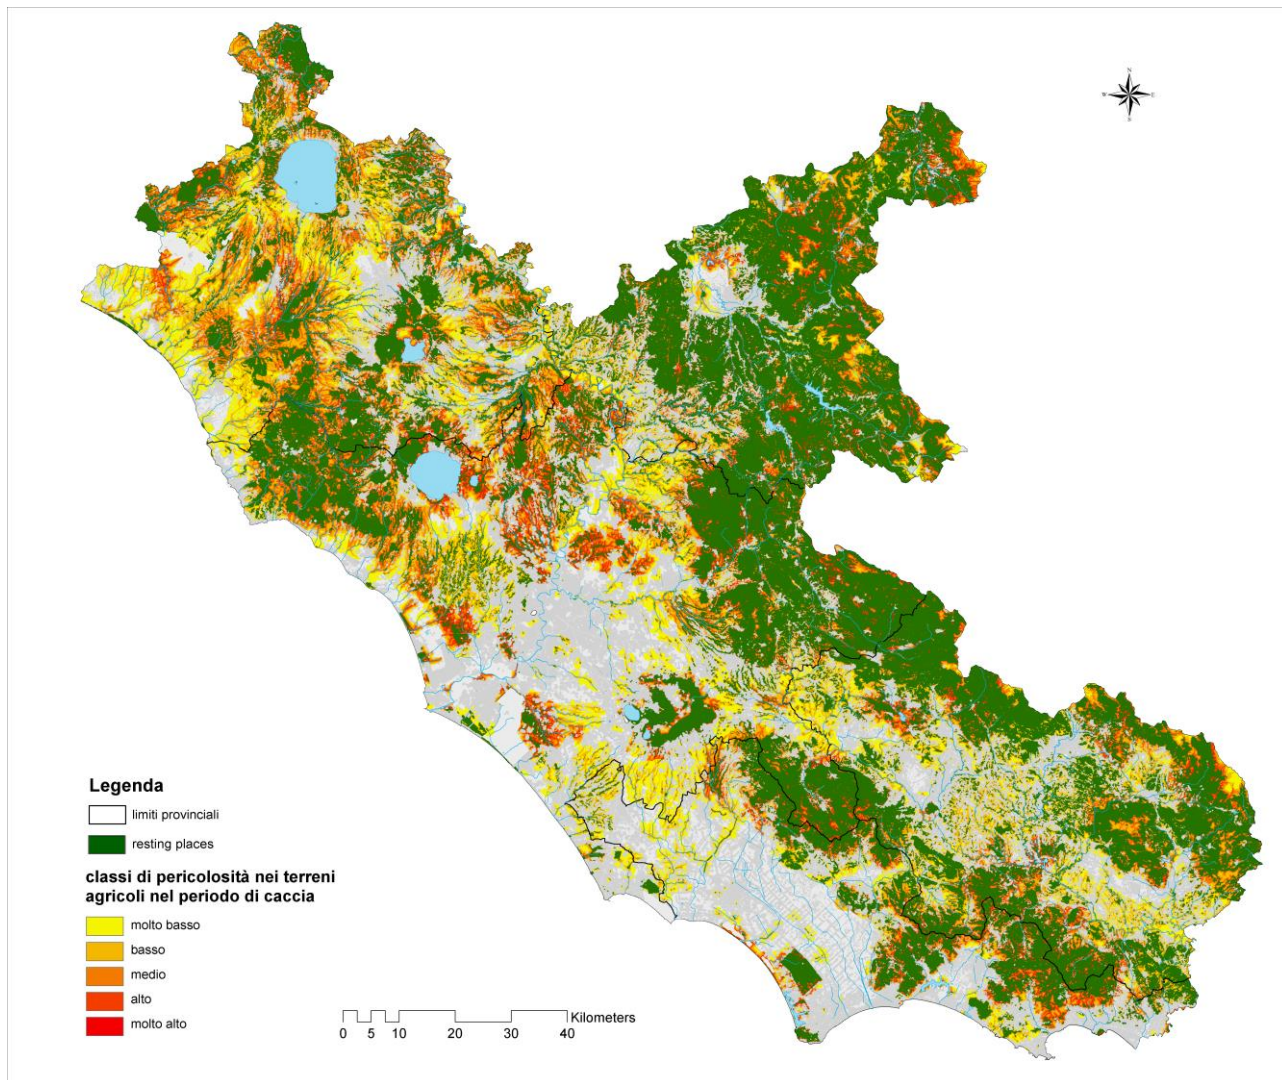 N
W
E
S
Legenda
limiti provinciali
resting places
classi di pericolosità nei terreni
agricoli nel periodo di caccia
molto basso
basso
medio
alto
molto alto
Kilometers
0 5 10 20 30 40